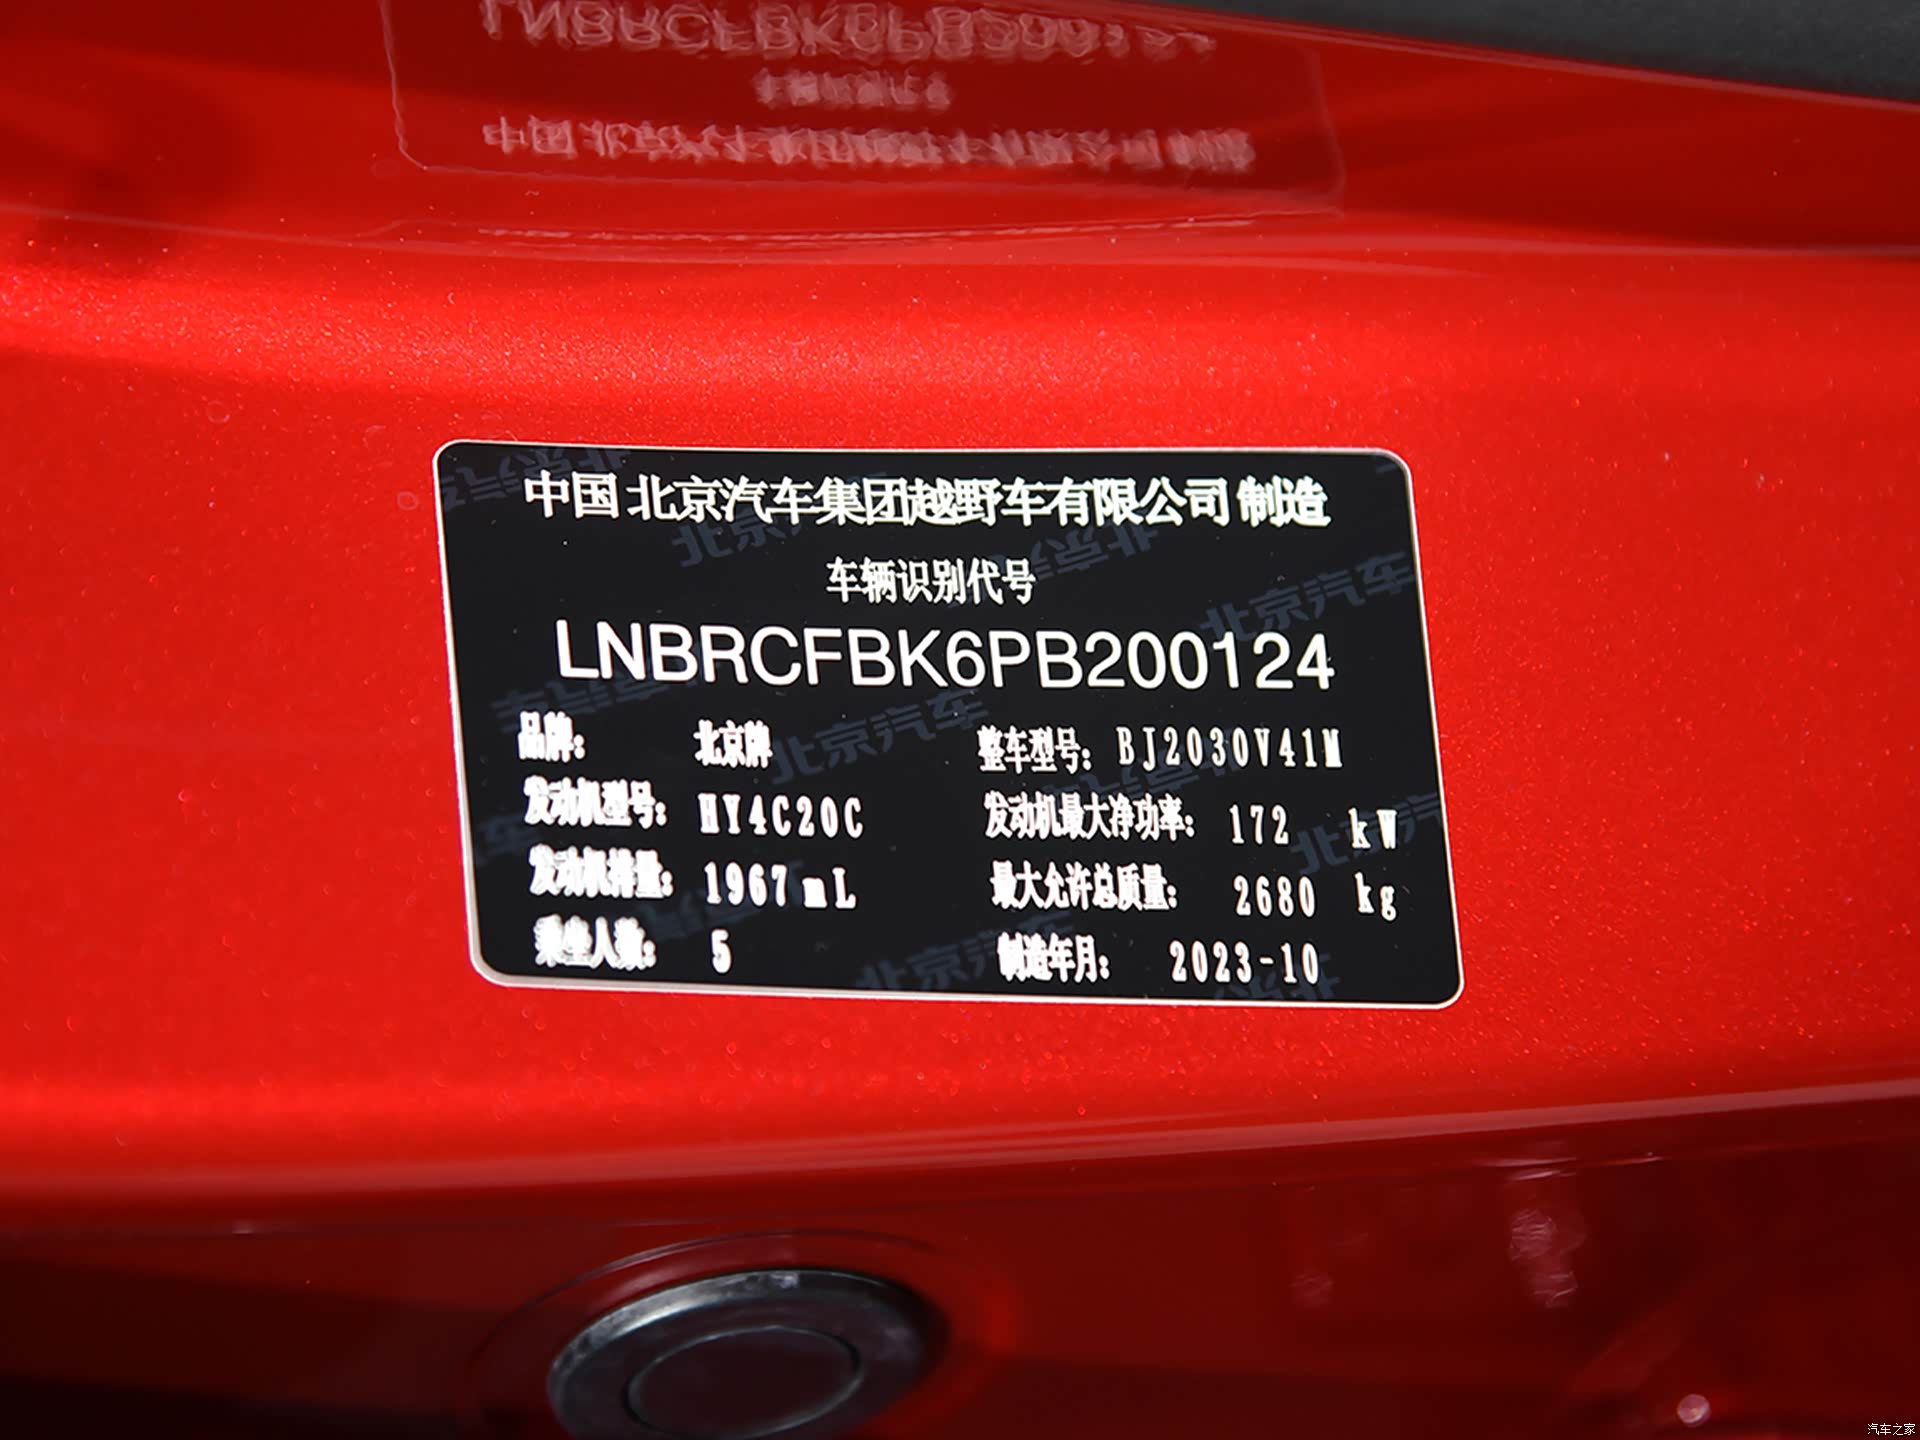 中国 北京汽车集团越野车有限公司 制造
车辆识别代号
LNBRCFBK6PB200124
品牌: 北京牌 整车型号: BJ2030V41M
发动机型号: HY4C20C 发动机最大净功率: 172 kW
发动机排量: 1967mL 最大允许总质量: 2680 kg
乘坐人数: 5 制造年月: 2023-10
汽车之家